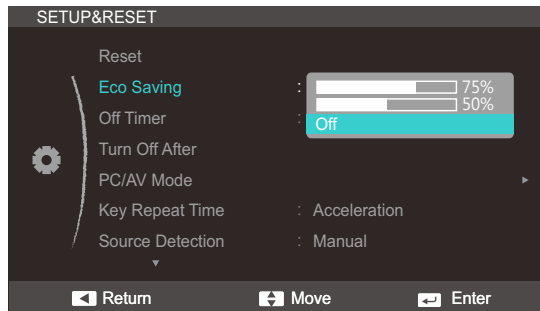 SETUP&RESET
Reset
Eco Saving : 75%
50%
Off Timer : Off
Turn Off After
PC/AV Mode
Key Repeat Time : Acceleration
Source Detection : Manual
Return Move Enter